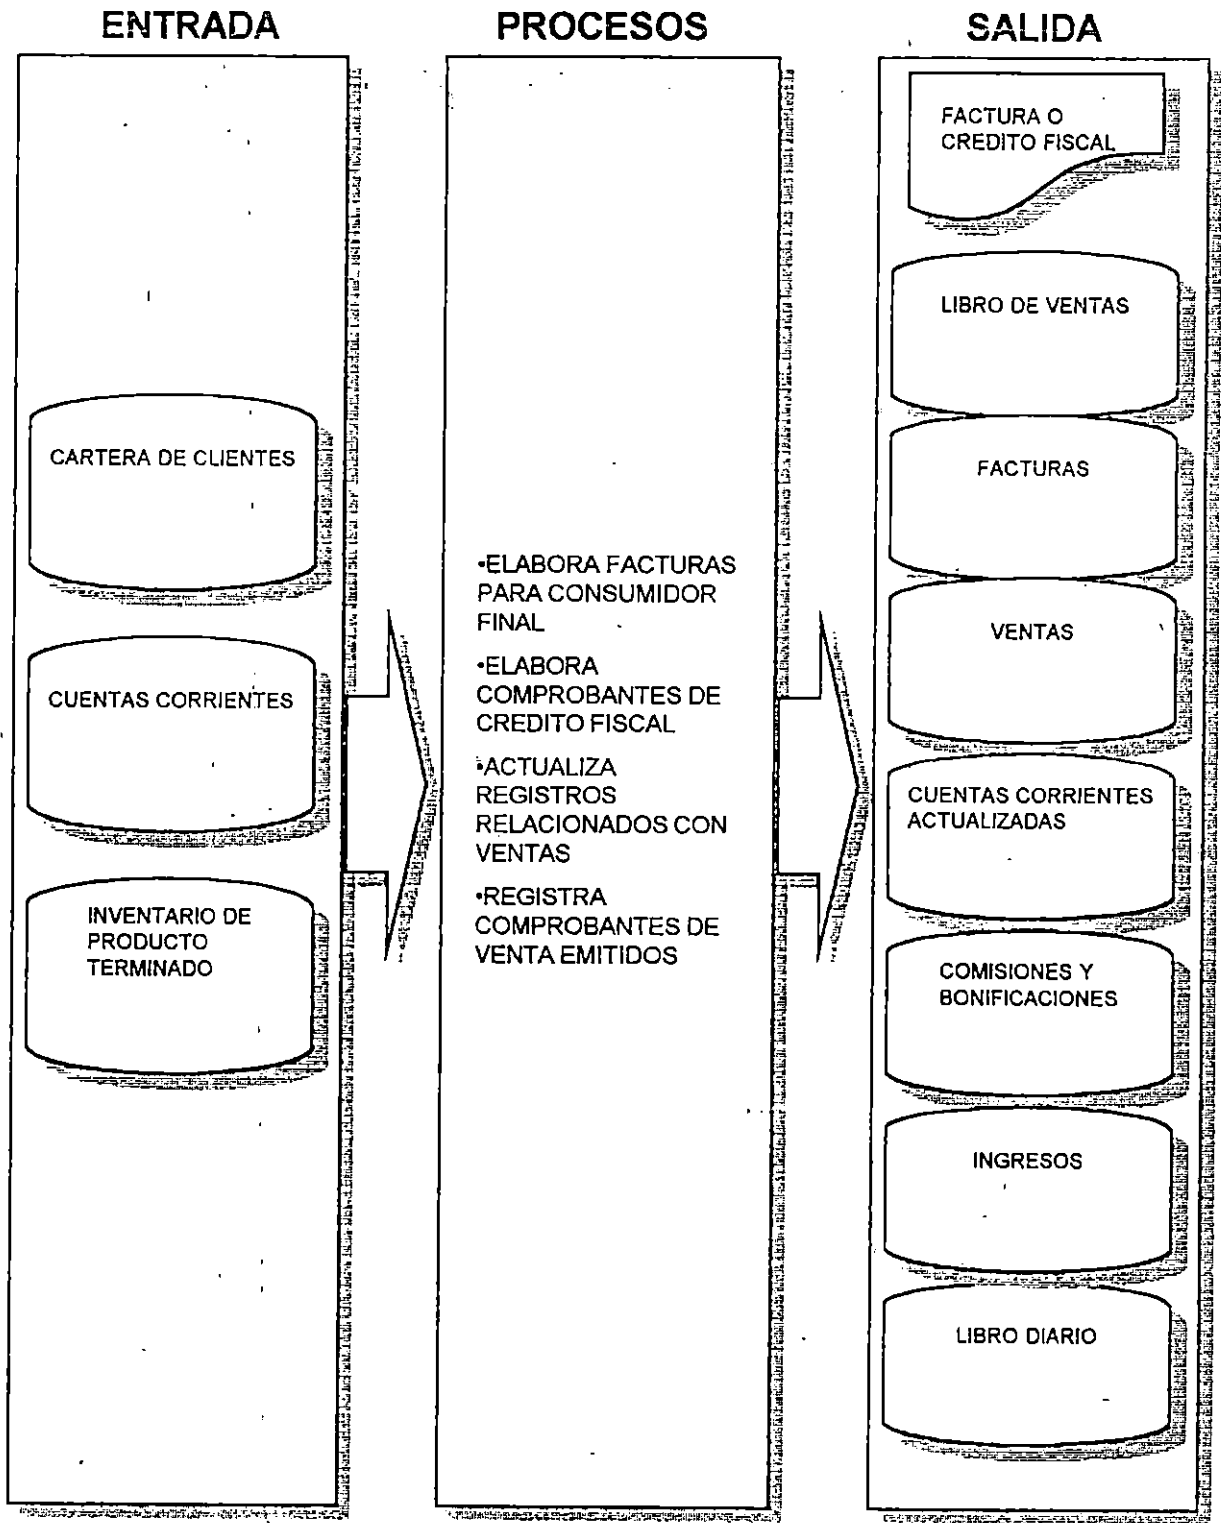 ENTRADA
PROCESOS
SALIDA
CARTERA DE CLIENTES
CUENTAS CORRIENTES
INVENTARIO DE
PRODUCTO
TERMINADO
•ELABORA FACTURAS
PARA CONSUMIDOR
FINAL
•ELABORA
COMPROBANTES DE
CREDITO FISCAL
•ACTUALIZA
REGISTROS
RELACIONADOS CON
VENTAS
•REGISTRA
COMPROBANTES DE
VENTA EMITIDOS
FACTURA O
CREDITO FISCAL
LIBRO DE VENTAS
FACTURAS
VENTAS
CUENTAS CORRIENTES
ACTUALIZADAS
COMISIONES Y
BONIFICACIONES
INGRESOS
LIBRO DIARIO